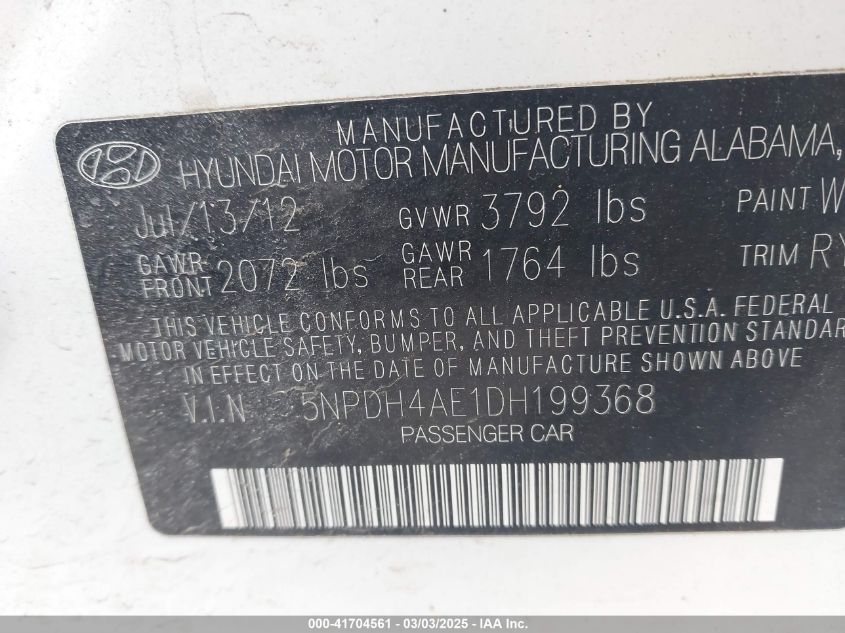 MANUFACTURED BY
HYUNDAI MOTOR MANUFACTURING ALABAMA,
Jul/13/12 GVWR 3792 lbs PAINT W
GAWR FRONT 2072 lbs GAWR REAR 1764 lbs TRIM RY
THIS VEHICLE CONFORMS TO ALL APPLICABLE U.S.A. FEDERAL
MOTOR VEHICLE SAFETY, BUMPER, AND THEFT PREVENTION STANDAR
IN EFFECT ON THE DATE OF MANUFACTURE SHOWN ABOVE
V.I.N 5NPDH4AE1DH199368
PASSENGER CAR
000-41704561 - 03/03/2025 - IAA Inc.